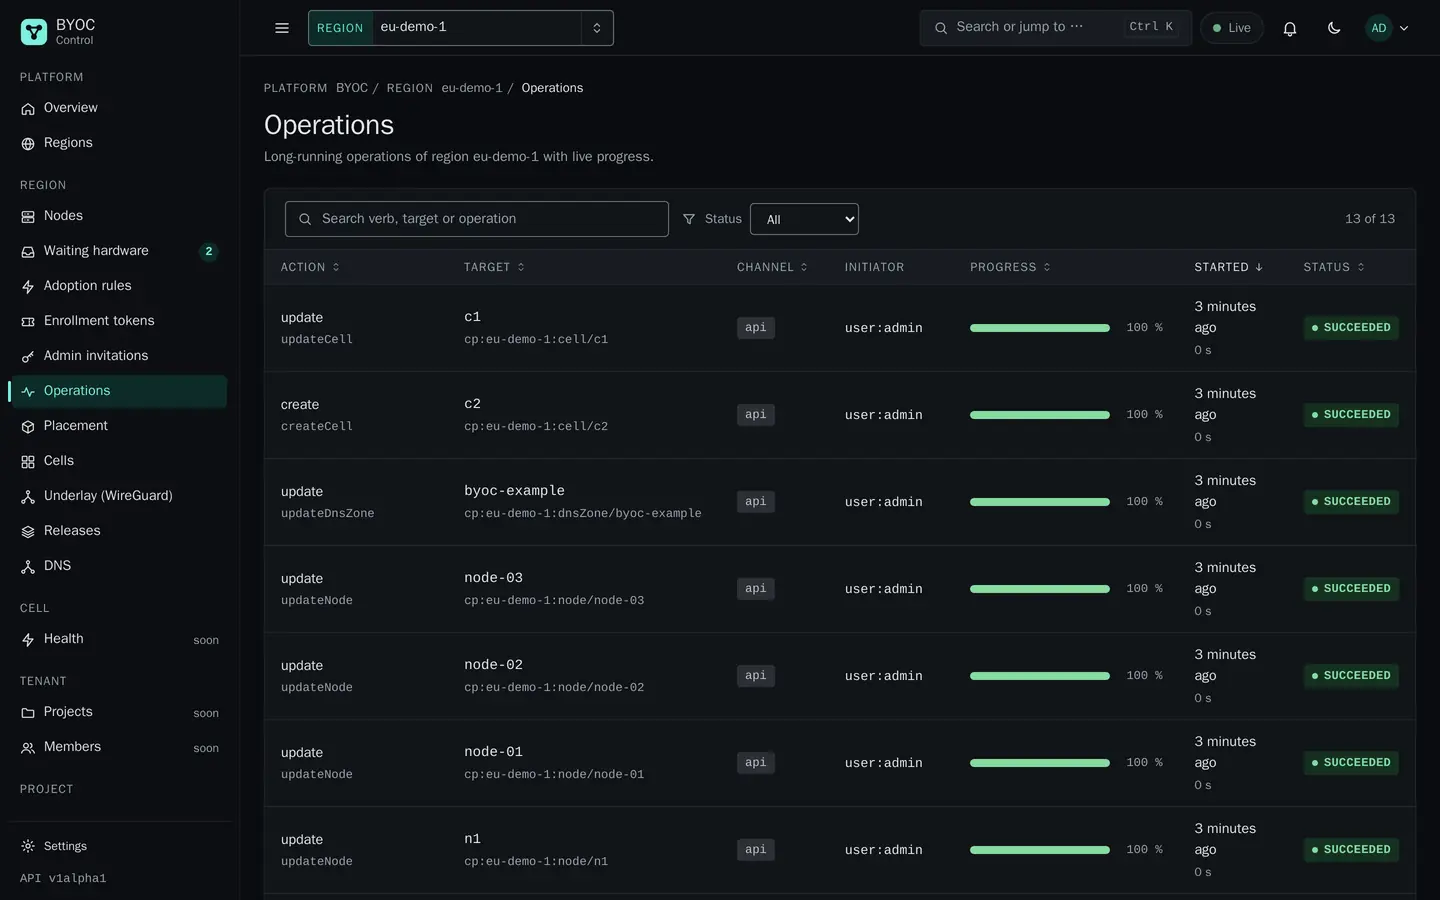 BYOC
Control
PLATFORM
Overview
Regions
REGION
Nodes
Waiting hardware 2
Adoption rules
Enrollment tokens
Admin invitations
Operations
Placement
Cells
Underlay (WireGuard)
Releases
DNS
CELL
Health soon
TENANT
Projects soon
Members soon
PROJECT
Settings
API v1alpha1
REGION eu-demo-1
Search or jump to ··· Ctrl K
Live
AD
PLATFORM BYOC / REGION eu-demo-1 / Operations
Operations
Long-running operations of region eu-demo-1 with live progress.
Search verb, target or operation
Status All
13 of 13
ACTION TARGET CHANNEL INITIATOR PROGRESS STARTED ↓ STATUS
update c1 api user:admin 100 % 3 minutes ago SUCCEEDED
updateCell cp:eu-demo-1:cell/c1 0 s
create c2 api user:admin 100 % 3 minutes ago SUCCEEDED
createCell cp:eu-demo-1:cell/c2 0 s
update byoc-example api user:admin 100 % 3 minutes ago SUCCEEDED
updateDnsZone cp:eu-demo-1:dnsZone/byoc-example 0 s
update node-03 api user:admin 100 % 3 minutes ago SUCCEEDED
updateNode cp:eu-demo-1:node/node-03 0 s
update node-02 api user:admin 100 % 3 minutes ago SUCCEEDED
updateNode cp:eu-demo-1:node/node-02 0 s
update node-01 api user:admin 100 % 3 minutes ago SUCCEEDED
updateNode cp:eu-demo-1:node/node-01 0 s
update n1 api user:admin 100 % 3 minutes ago SUCCEEDED
updateNode cp:eu-demo-1:node/n1 0 s